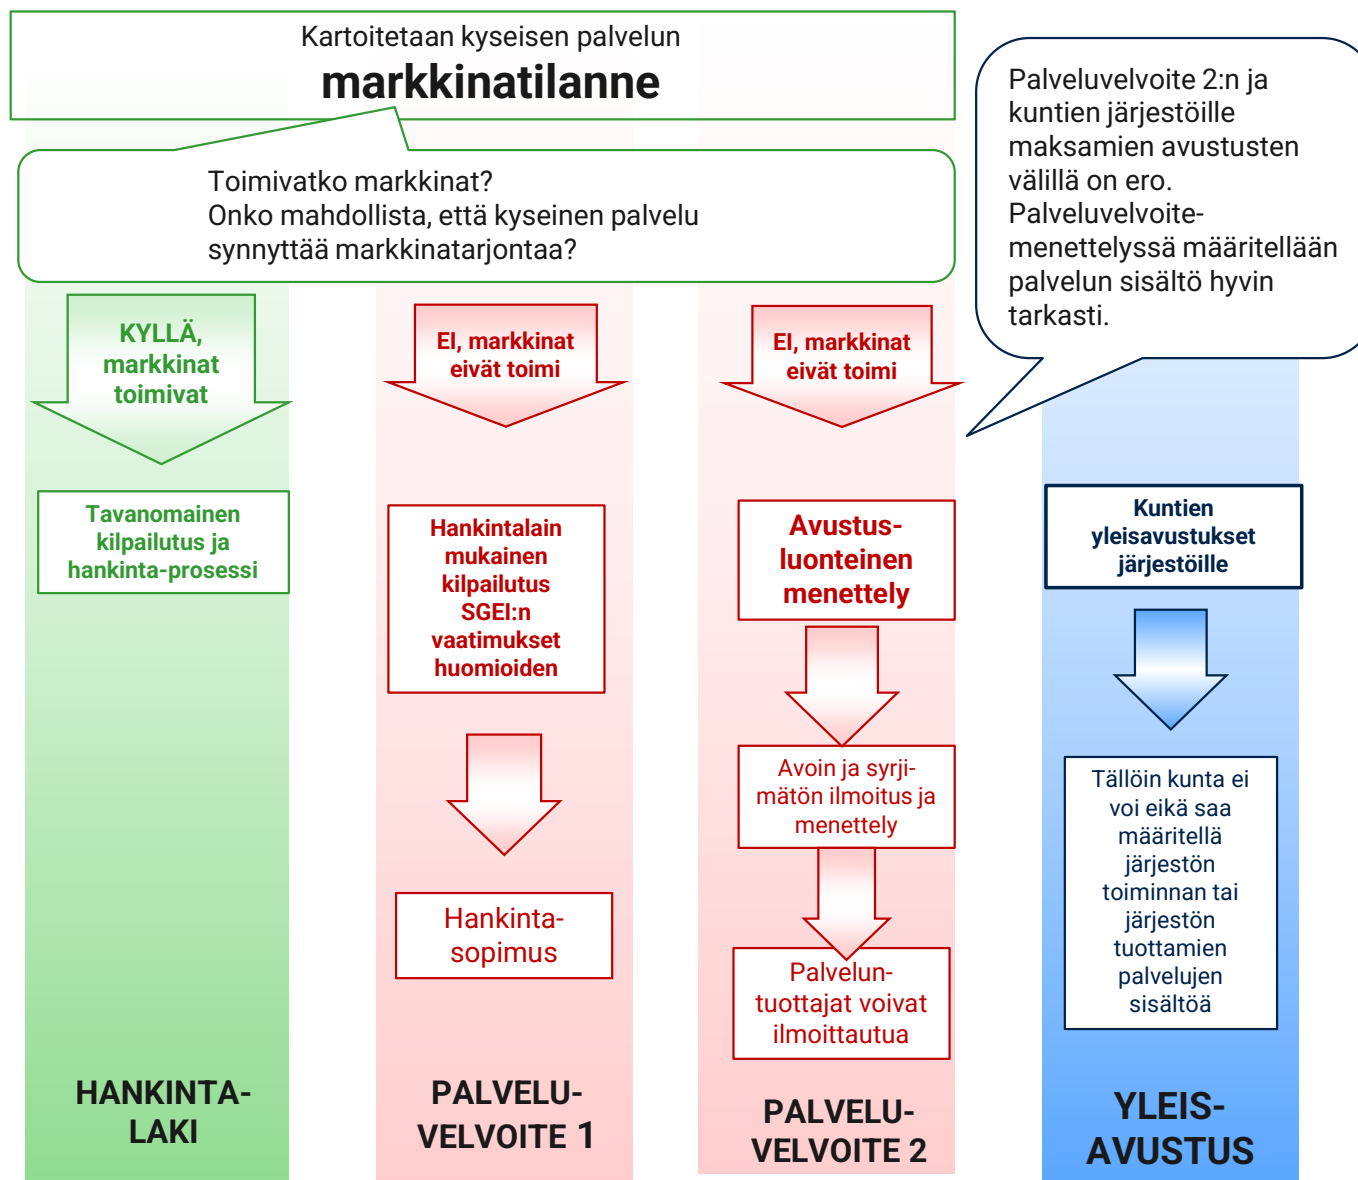 Kartoitetaan kyseisen palvelun
markkinatilanne
Toimivatko markkinat?
Onko mahdollista, että kyseinen palvelu
synnyttää markkinatarjontaa?
Palveluvelvoite 2:n ja
kuntien järjestöille
maksamien avustusten
välillä on ero.
Palveluvelvoite-
menettelyssä määritellään
palvelun sisältö hyvin
tarkasti.
KYLLÄ,
markkinat
toimivat
Tavanomainen
kilpailutus ja
hankinta-prosessi
HANKINTA-
LAKI
EI, markkinat
eivät toimi
Hankintalain
mukainen
kilpailutus
SGEI:n
vaatimukset
huomioiden
Hankinta-
sopimus
PALVELU-
VELVOITE 1
EI, markkinat
eivät toimi
Avustus-
luonteinen
menettely
Avoin ja syrji-
mätön ilmoitus ja
menettely
Palvelun-
tuottajat voivat
ilmoittautua
PALVELU-
VELVOITE 2
Kuntien
yleisavustukset
järjestöille
Tällöin kunta ei
voi eikä saa
määritellä
järjestön
toiminnan tai
järjestön
tuottamien
palvelujen
sisältöä
YLEIS-
AVUSTUS